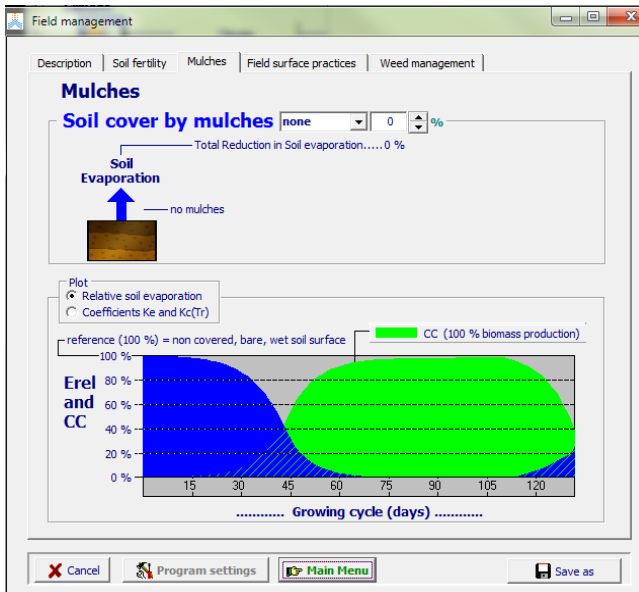 Field management
Description Soil fertility Mulches Field surface practices Weed management
Mulches
Soil cover by mulches none 0 %
Total Reduction in Soil evaporation.....0 %
Soil
Evaporation
no mulches
Plot
Relative soil evaporation
Coefficients Ke and Kc(Tr)
reference (100 %) = non covered, bare, wet soil surface
CC (100 % biomass production)
Erel
and
CC
100 %
80 %
60 %
40 %
20 %
0 %
15 30 45 60 75 90 105 120
............ Growing cycle (days) ............
Cancel Program settings Main Menu Save as